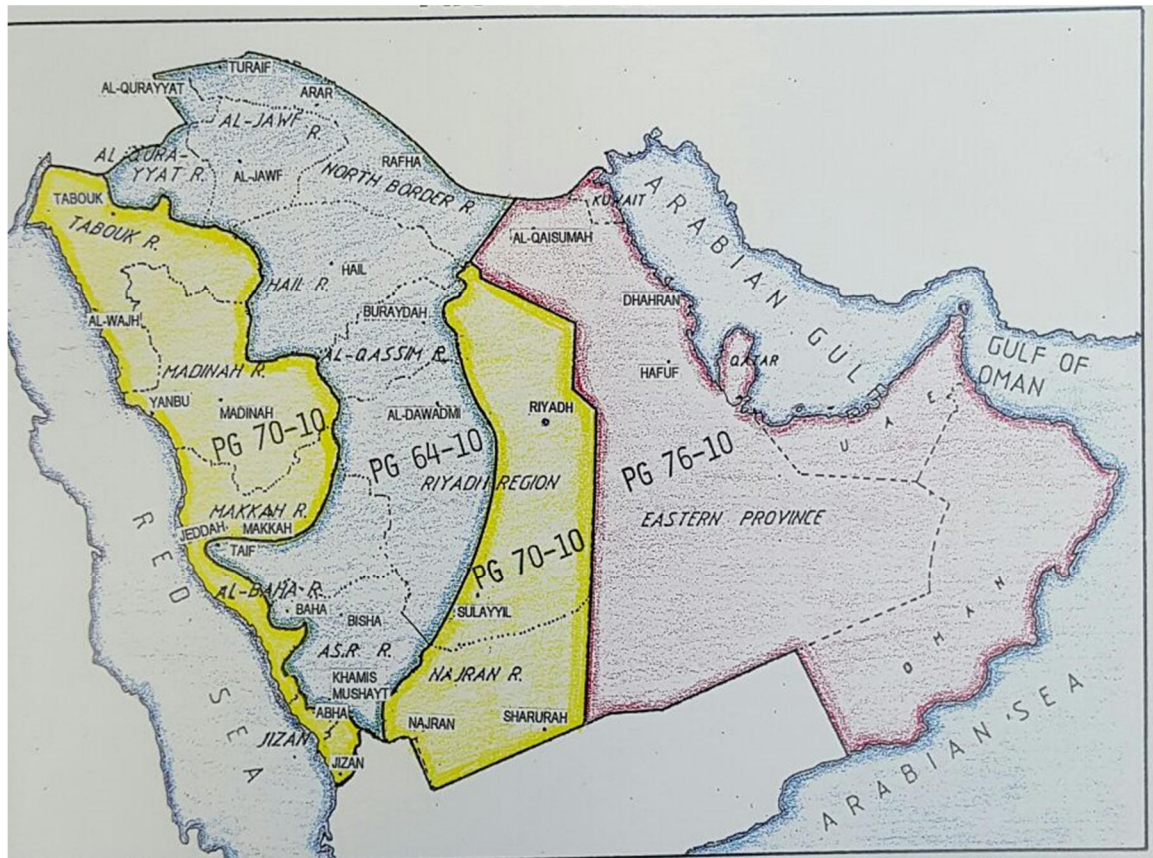 TURAIF
AL-QURAYYAT
ARAR
AL-JAWF R.
AL-QURA-
YYAT R.
AL-JAWF
RAFHA
NORTH BORDER R.
TABOUK
TABOUK R.
KUWAIT
AL-QAISUMAH
ARABIAN GULF
HAIL
HAIL R.
BURAYDAH
DHAHRAN
AL-WAJH
AL-QASSIM R.
MADINAH R.
QATAR
GULF OF
OMAN
HAFUF
YANBU
MADINAH
AL-DAWADMI
RIYADH
PG 70-10
PG 64-10
PG 76-10
U A E
RIYADH REGION
MAKKAH R.
EASTERN PROVINCE
JEDDAH
MAKKAH
TAIF
PG 70-10
RED SEA
AL-BAHA R.
BAHA
BISHA
SULAYYIL
OMAN
AS.R R.
KHAMIS
MUSHAYT
NAJRAN R.
ABHA
NAJRAN
SHARURAH
JIZAN
JIZAN
ARABIAN SEA